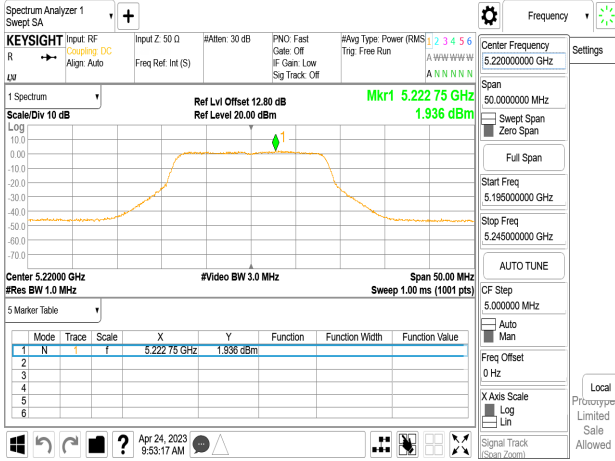 Spectrum Analyzer 1
Swept SA
Frequency
KEYSIGHT Input: RF Input Z: 50 Ω #Atten: 30 dB PNO: Fast #Avg Type: Power (RMS 1 2 3 4 5 6
R Coupling: DC Gate: Off Trig: Free Run A W W W W W
Align: Auto Freq Ref: Int (S) IF Gain: Low
LXI Sig Track: Off A N N N N N
Settings
1 Spectrum
Ref Lvl Offset 12.80 dB
Mkr1 5.222 75 GHz
Scale/Div 10 dB
Ref Level 20.00 dBm
1.936 dBm
Log
1
10.0
0.00
-10.0
-20.0
-30.0
-40.0
-50.0
-60.0
-70.0
Center 5.22000 GHz #Video BW 3.0 MHz Span 50.00 MHz
#Res BW 1.0 MHz Sweep 1.00 ms (1001 pts)
5 Marker Table
Mode Trace Scale X Y Function Function Width Function Value
1 N 1 f 5.222 75 GHz 1.936 dBm
2
3
4
5
6
Apr 24, 2023
9:53:17 AM
Center Frequency
5.220000000 GHz
Span
50.0000000 MHz
Swept Span
Zero Span
Full Span
Start Freq
5.195000000 GHz
Stop Freq
5.245000000 GHz
AUTO TUNE
CF Step
5.000000 MHz
Auto
Man
Freq Offset
0 Hz
X Axis Scale
Log
Lin
Signal Track
(Span Zoom)
Local
Prototype
Limited
Sale
Allowed